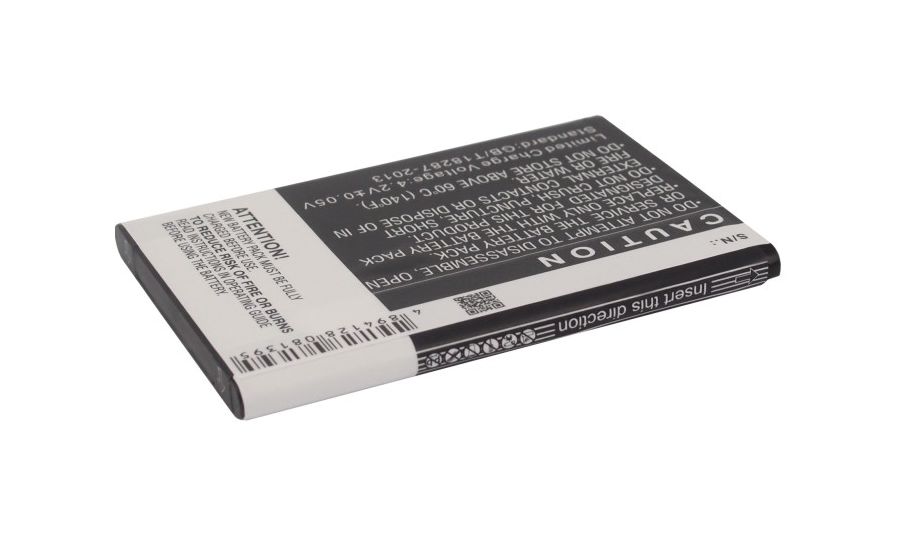 ATTENTION!
NEW BATTERY PACK MUST BE FULLY
CHARGED BEFORE USE
TO REDUCE RISK OF FIRE OR BURNS
READ INSTRUCTIONS IN OPERATING GUIDE
BEFORE USING THE BATTERY.
S/N.:
CAUTION
•DO NOT ATTEMPT TO DISASSEMBLE, OPEN
OR SERVICE THIS BATTERY PACK
•REPLACE ONLY WITH THE BATTERY
DESIGNATED FOR THIS PRODUCT
•DO NOT CRUSH, PUNCTURE SHORT
EXTERNAL CONTACTS OR DISPOSE OF IN
FIRE OR WATER.
•DO NOT STORE ABOVE 60°C (140°F).
Limited Charge Voltage:4.2V±0.05V
Standard:GB/T18287-2013
4 894128 081395
Insert this direction